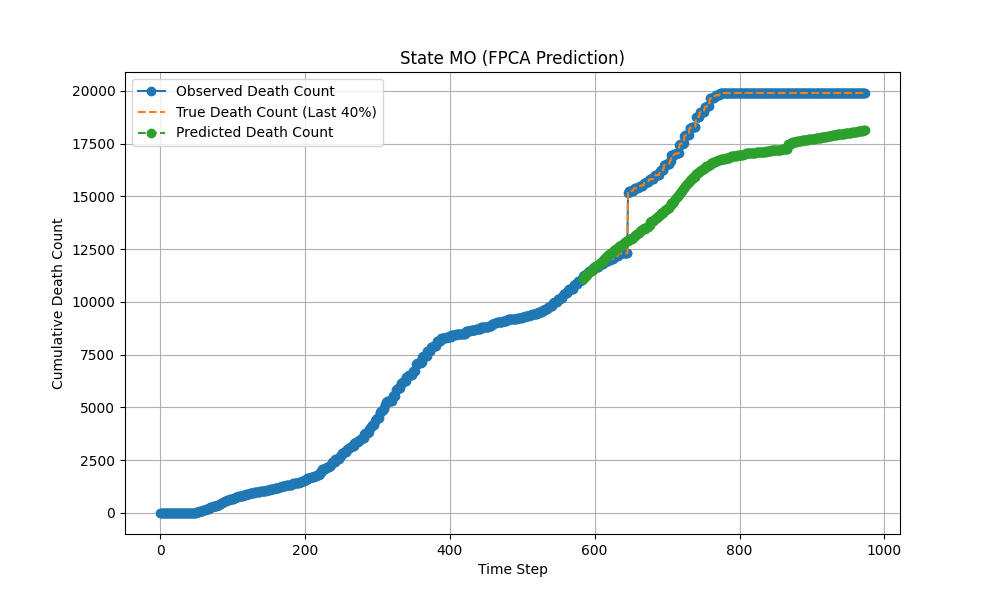 State MO (FPCA Prediction)
Observed Death Count
True Death Count (Last 40%)
Predicted Death Count
20000
17500
15000
12500
10000
7500
5000
2500
0
Cumulative Death Count
0 200 400 600 800 1000
Time Step